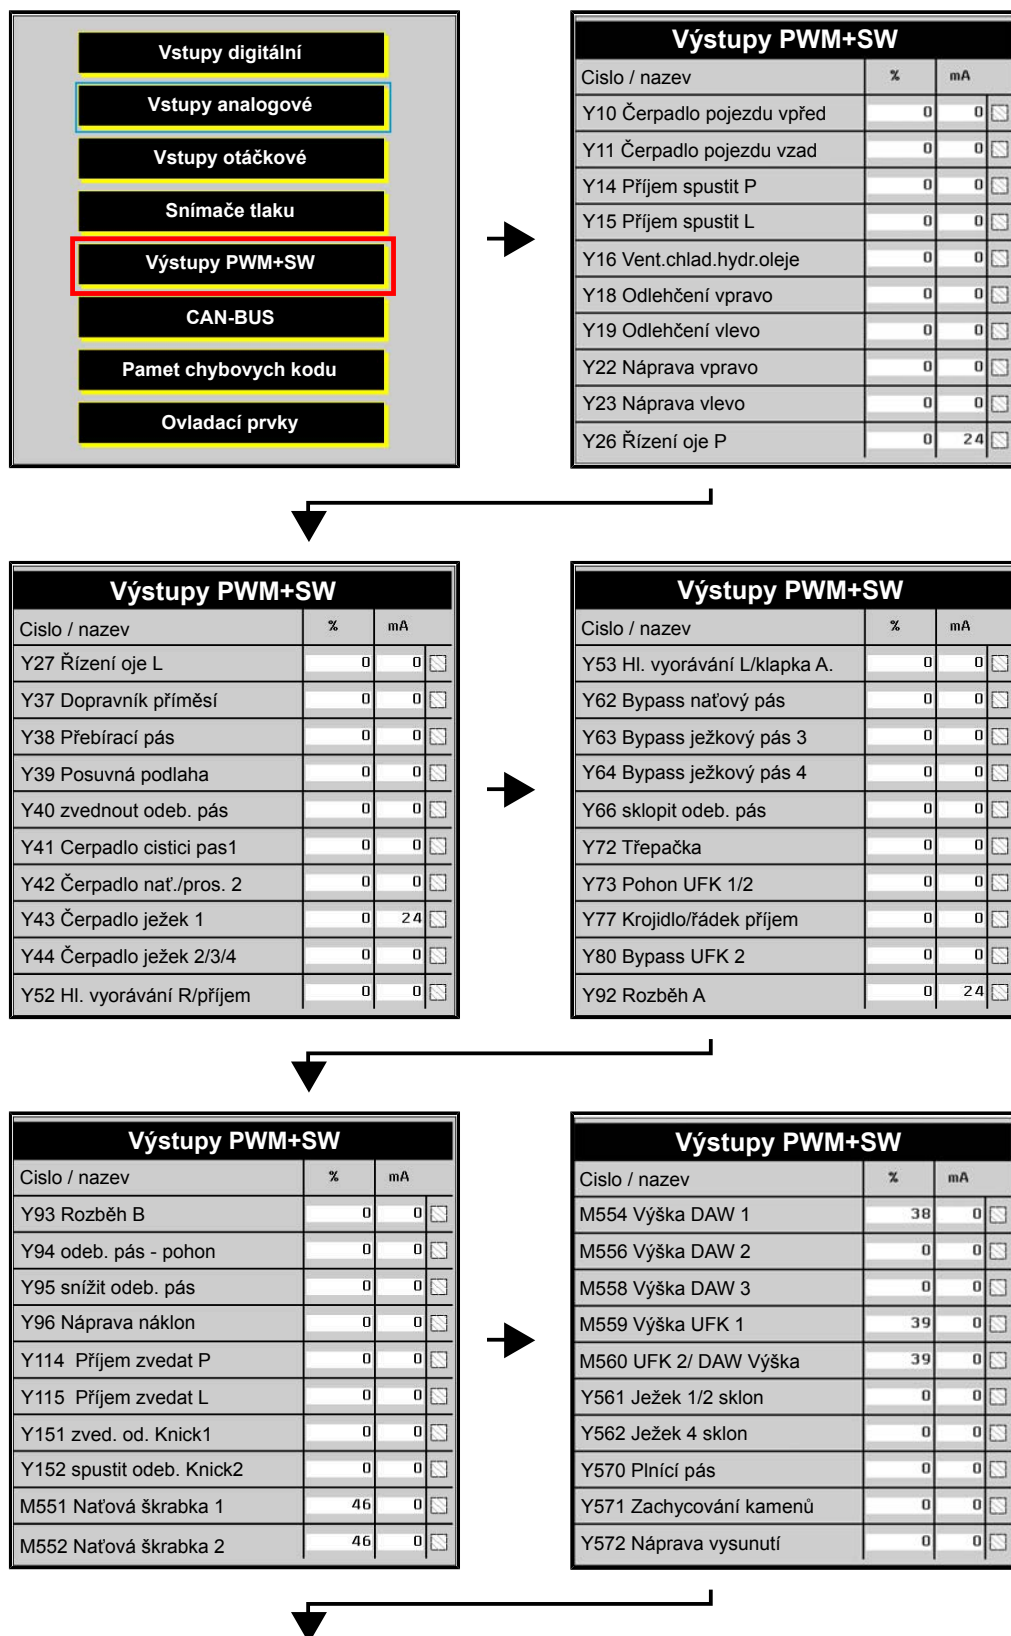 Vstupy digitální
Vstupy analogové
Vstupy otáčkové
Snímače tlaku
Výstupy PWM+SW
CAN-BUS
Pamet chybovych kodu
Ovladací prvky
Výstupy PWM+SW
Cislo / nazev % mA
Y10 Čerpadlo pojezdu vpřed 0 0
Y11 Čerpadlo pojezdu vzad 0 0
Y14 Příjem spustit P 0 0
Y15 Příjem spustit L 0 0
Y16 Vent.chlad.hydr.oleje 0 0
Y18 Odlehčení vpravo 0 0
Y19 Odlehčení vlevo 0 0
Y22 Náprava vpravo 0 0
Y23 Náprava vlevo 0 0
Y26 Řízení oje P 0 24
Výstupy PWM+SW
Cislo / nazev % mA
Y27 Řízení oje L 0 0
Y37 Dopravník příměsí 0 0
Y38 Přebírací pás 0 0
Y39 Posuvná podlaha 0 0
Y40 zvednout odeb. pás 0 0
Y41 Cerpadlo cistici pas1 0 0
Y42 Čerpadlo nať./pros. 2 0 0
Y43 Čerpadlo ježek 1 0 24
Y44 Čerpadlo ježek 2/3/4 0 0
Y52 Hl. vyorávání R/příjem 0 0
Výstupy PWM+SW
Cislo / nazev % mA
Y53 Hl. vyorávání L/klapka A. 0 0
Y62 Bypass naťový pás 0 0
Y63 Bypass ježkový pás 3 0 0
Y64 Bypass ježkový pás 4 0 0
Y66 sklopit odeb. pás 0 0
Y72 Třepačka 0 0
Y73 Pohon UFK 1/2 0 0
Y77 Krojidlo/řádek příjem 0 0
Y80 Bypass UFK 2 0 0
Y92 Rozběh A 0 24
Výstupy PWM+SW
Cislo / nazev % mA
Y93 Rozběh B 0 0
Y94 odeb. pás - pohon 0 0
Y95 snížit odeb. pás 0 0
Y96 Náprava náklon 0 0
Y114 Příjem zvedat P 0 0
Y115 Příjem zvedat L 0 0
Y151 zved. od. Knick1 0 0
Y152 spustit odeb. Knick2 0 0
M551 Naťová škrabka 1 46 0
M552 Naťová škrabka 2 46 0
Výstupy PWM+SW
Cislo / nazev % mA
M554 Výška DAW 1 38 0
M556 Výška DAW 2 0 0
M558 Výška DAW 3 0 0
M559 Výška UFK 1 39 0
M560 UFK 2/ DAW Výška 39 0
Y561 Ježek 1/2 sklon 0 0
Y562 Ježek 4 sklon 0 0
Y570 Plnící pás 0 0
Y571 Zachycování kamenů 0 0
Y572 Náprava vysunutí 0 0